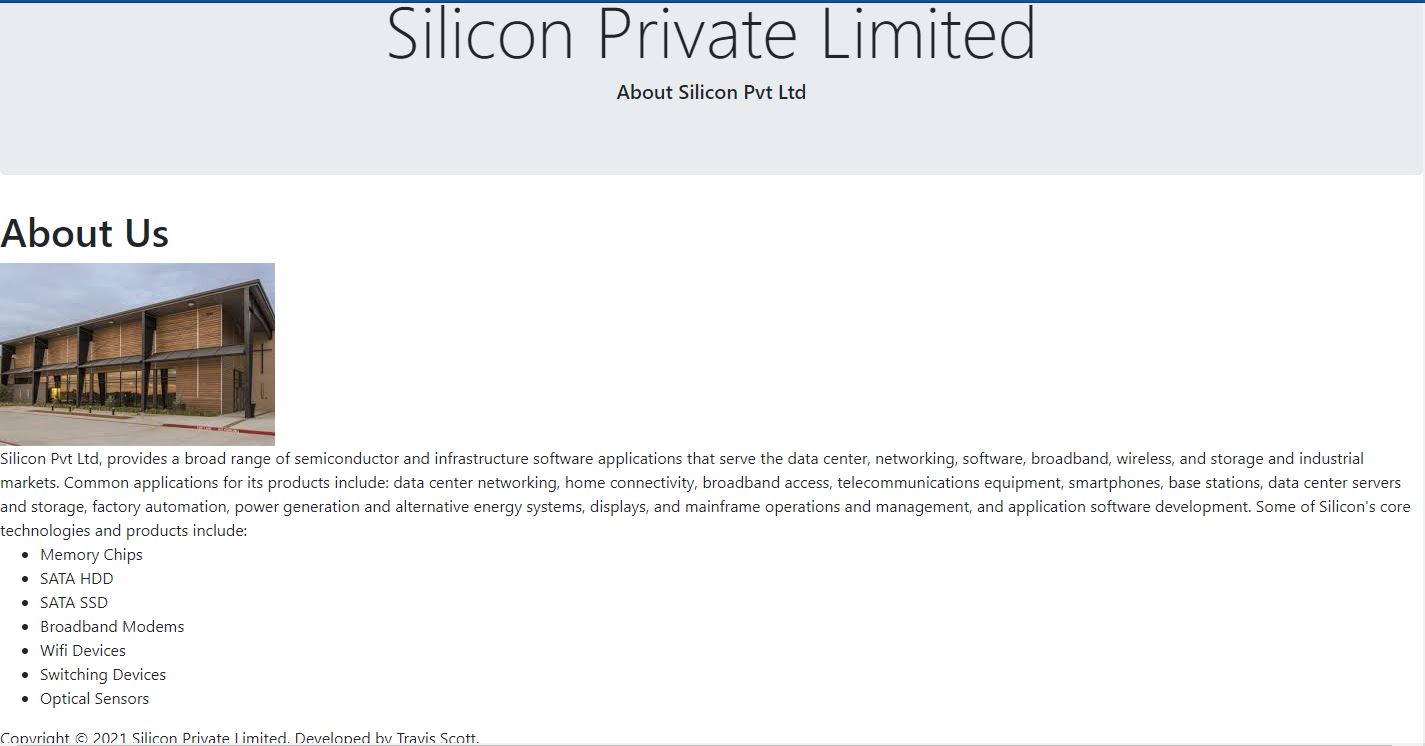 Silicon Private Limited
About Silicon Pvt Ltd
About Us
Silicon Pvt Ltd, provides a broad range of semiconductor and infrastructure software applications that serve the data center, networking, software, broadband, wireless, and storage and industrial
markets. Common applications for its products include: data center networking, home connectivity, broadband access, telecommunications equipment, smartphones, base stations, data center servers
and storage, factory automation, power generation and alternative energy systems, displays, and mainframe operations and management, and application software development. Some of Silicon's core
technologies and products include:
• Memory Chips
• SATA HDD
• SATA SSD
• Broadband Modems
• Wifi Devices
• Switching Devices
• Optical Sensors
Copyright © 2021 Silicon Private Limited. Developed by Travis Scott.